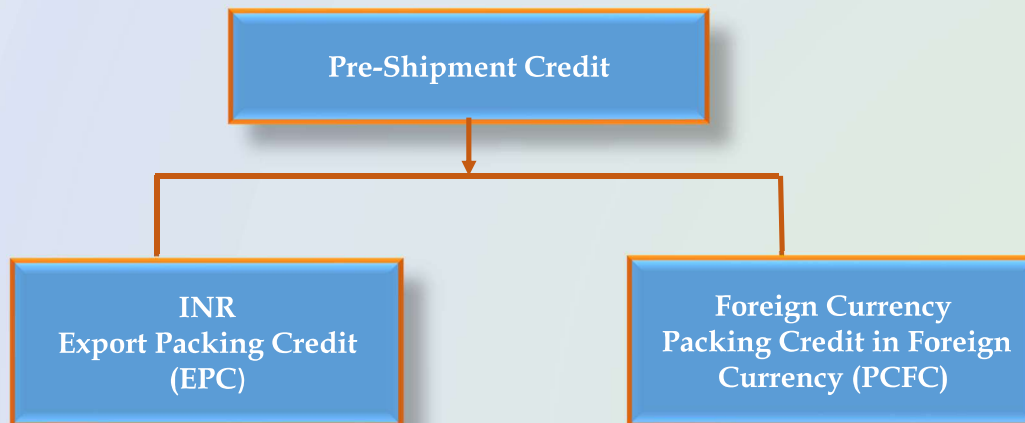 Pre-Shipment Credit
INR
Export Packing Credit
(EPC)
Foreign Currency
Packing Credit in Foreign
Currency (PCFC)